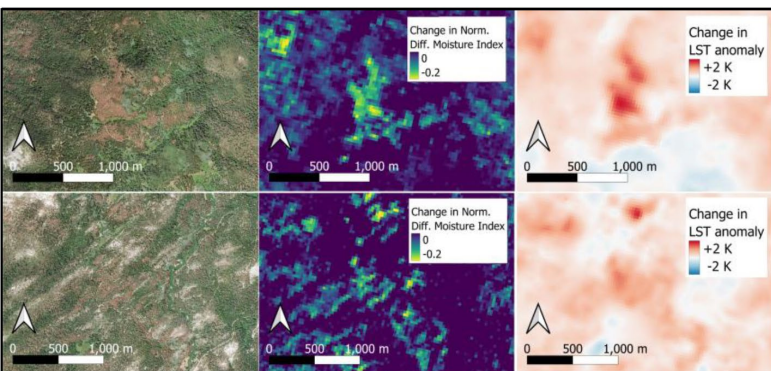 0 500 1,000 m
Change in Norm.
Diff. Moisture Index
0
-0.2
0 500 1,000 m
Change in
LST anomaly
+2 K
-2 K
0 500 1,000 m
0 500 1,000 m
Change in Norm.
Diff. Moisture Index
0
-0.2
0 500 1,000 m
Change in
LST anomaly
+2 K
-2 K
0 500 1,000 m